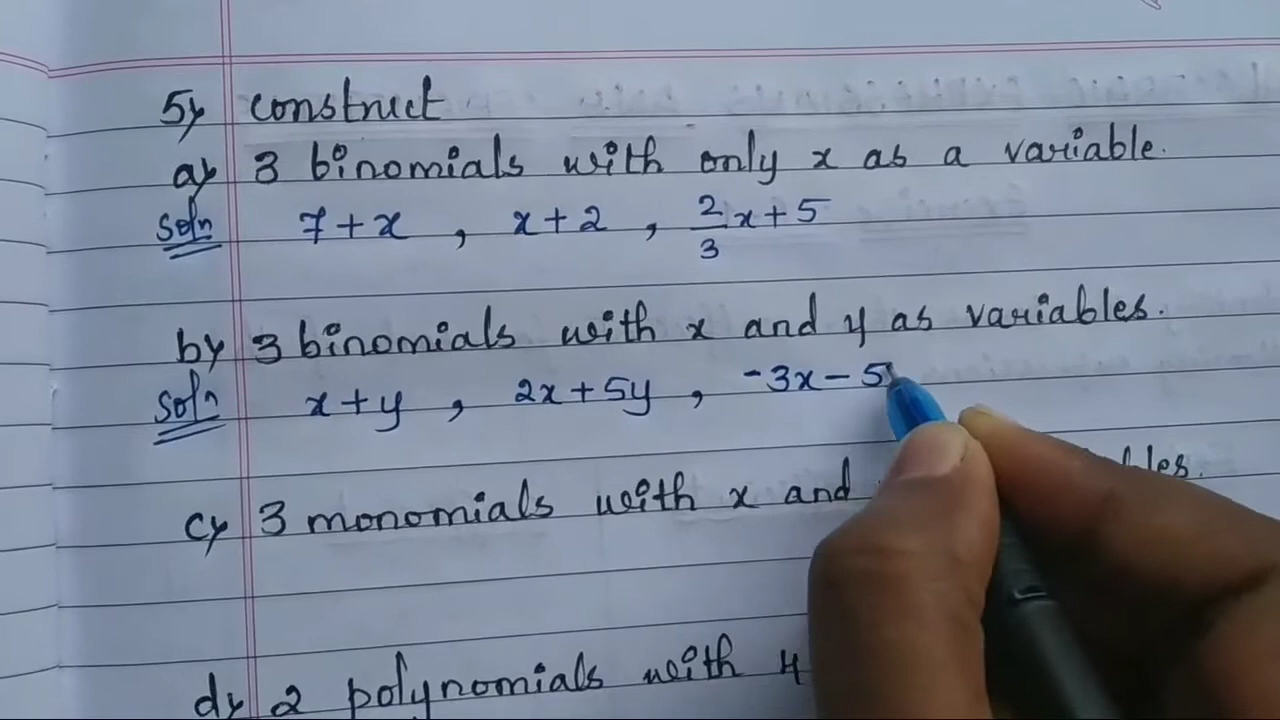 5) construct
a) 3 binomials with only x as a variable.
Soln 7 + x , x + 2 , 2/3 x + 5
b) 3 binomials with x and y as variables.
Soln x + y , 2x + 5y , -3x - 5
c) 3 monomials with x and
d) 2 polynomials with 4